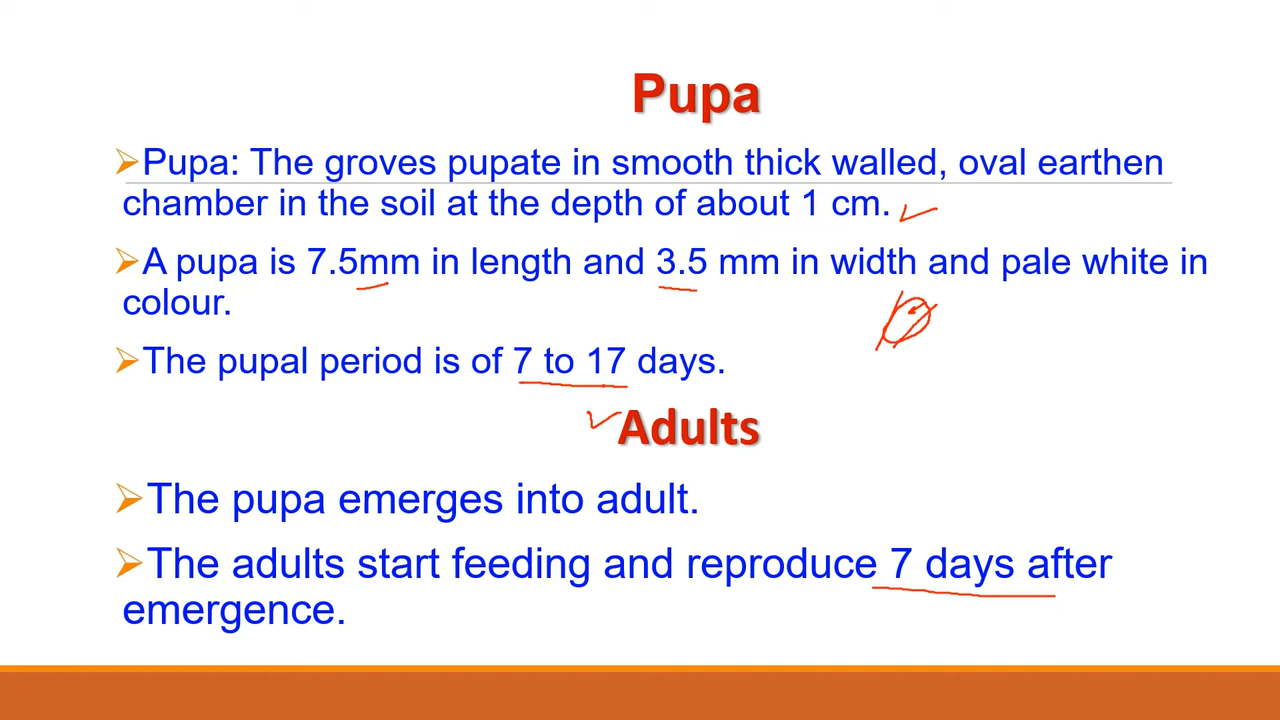 Pupa
➢Pupa: The groves pupate in smooth thick walled, oval earthen
chamber in the soil at the depth of about 1 cm.
➢A pupa is 7.5mm in length and 3.5 mm in width and pale white in
colour.
➢The pupal period is of 7 to 17 days.
Adults
➢The pupa emerges into adult.
➢The adults start feeding and reproduce 7 days after
emergence.